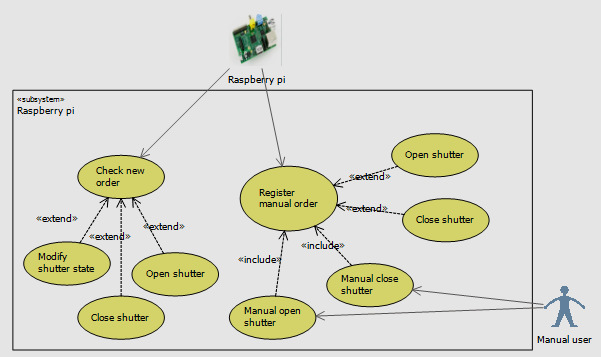 Raspberry pi
«subsystem»
Raspberry pi
Check new
order
Register
manual order
Open shutter
«extend»
«extend»
Close shutter
«extend»
«extend»
«extend»
Modify
shutter state
Open shutter
Close shutter
«include»
«include»
Manual close
shutter
Manual open
shutter
Manual user